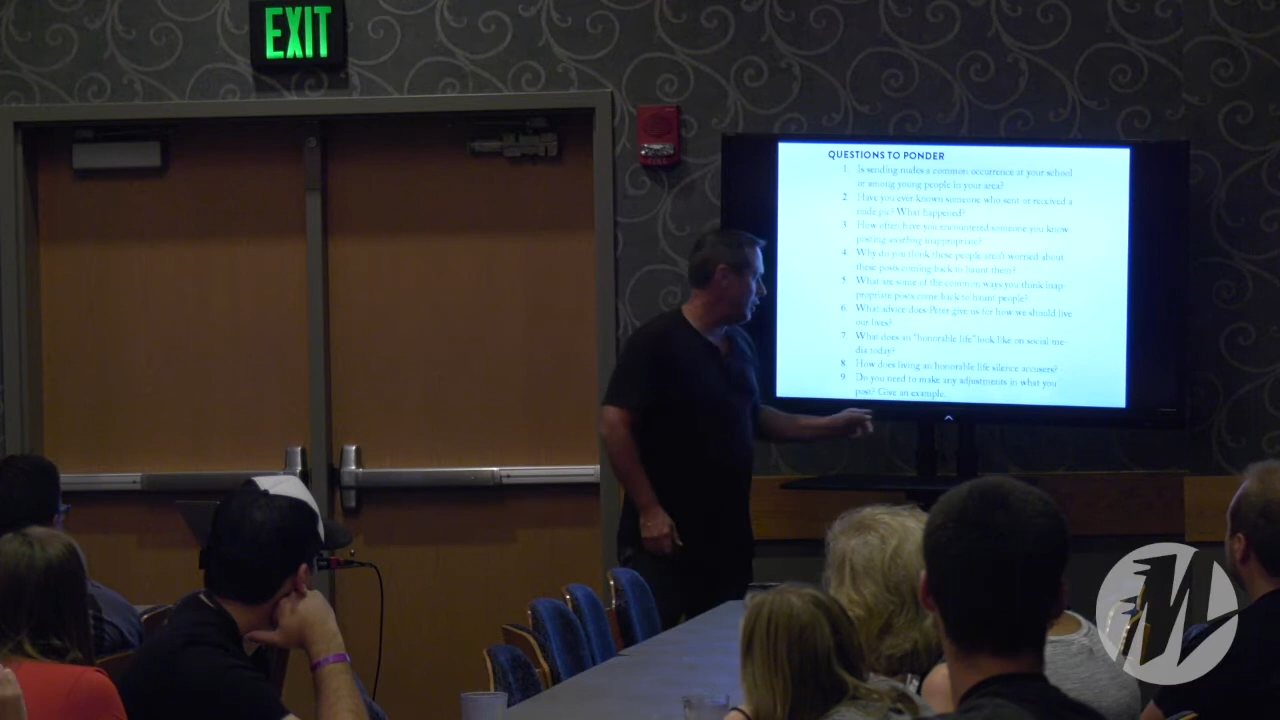 EXIT
FIRE
QUESTIONS TO PONDER
1. Is sending nudes a common occurrence at your school
or among young people in your area?
2. Have you ever known someone who sent or received a
nude pic? What happened?
3. How often have you encountered someone you know
posting anything inappropriate?
4. Why do you think these people aren't worried about
these posts coming back to haunt them?
5. What are some of the common ways you think inap-
propriate posts come back to haunt people?
6. What advice does Peter give us for how we should live
our lives?
7. What does an "honorable life" look like on social me-
dia today?
8. How does living an honorable life silence accusers?
9. Do you need to make any adjustments in what you
post? Give an example.
M